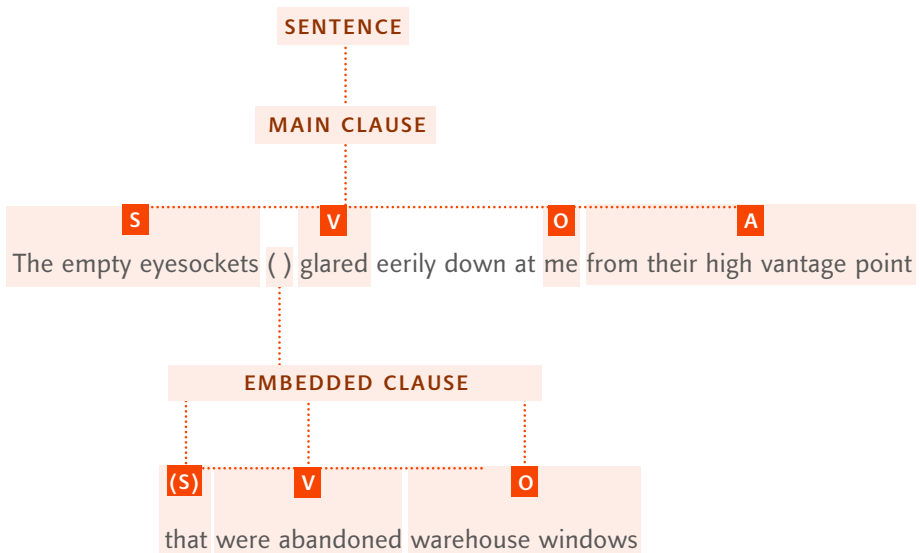 SENTENCE
MAIN CLAUSE
S V O A
The empty eyesockets ( ) glared eerily down at me from their high vantage point
EMBEDDED CLAUSE
(S) V O
that were abandoned warehouse windows